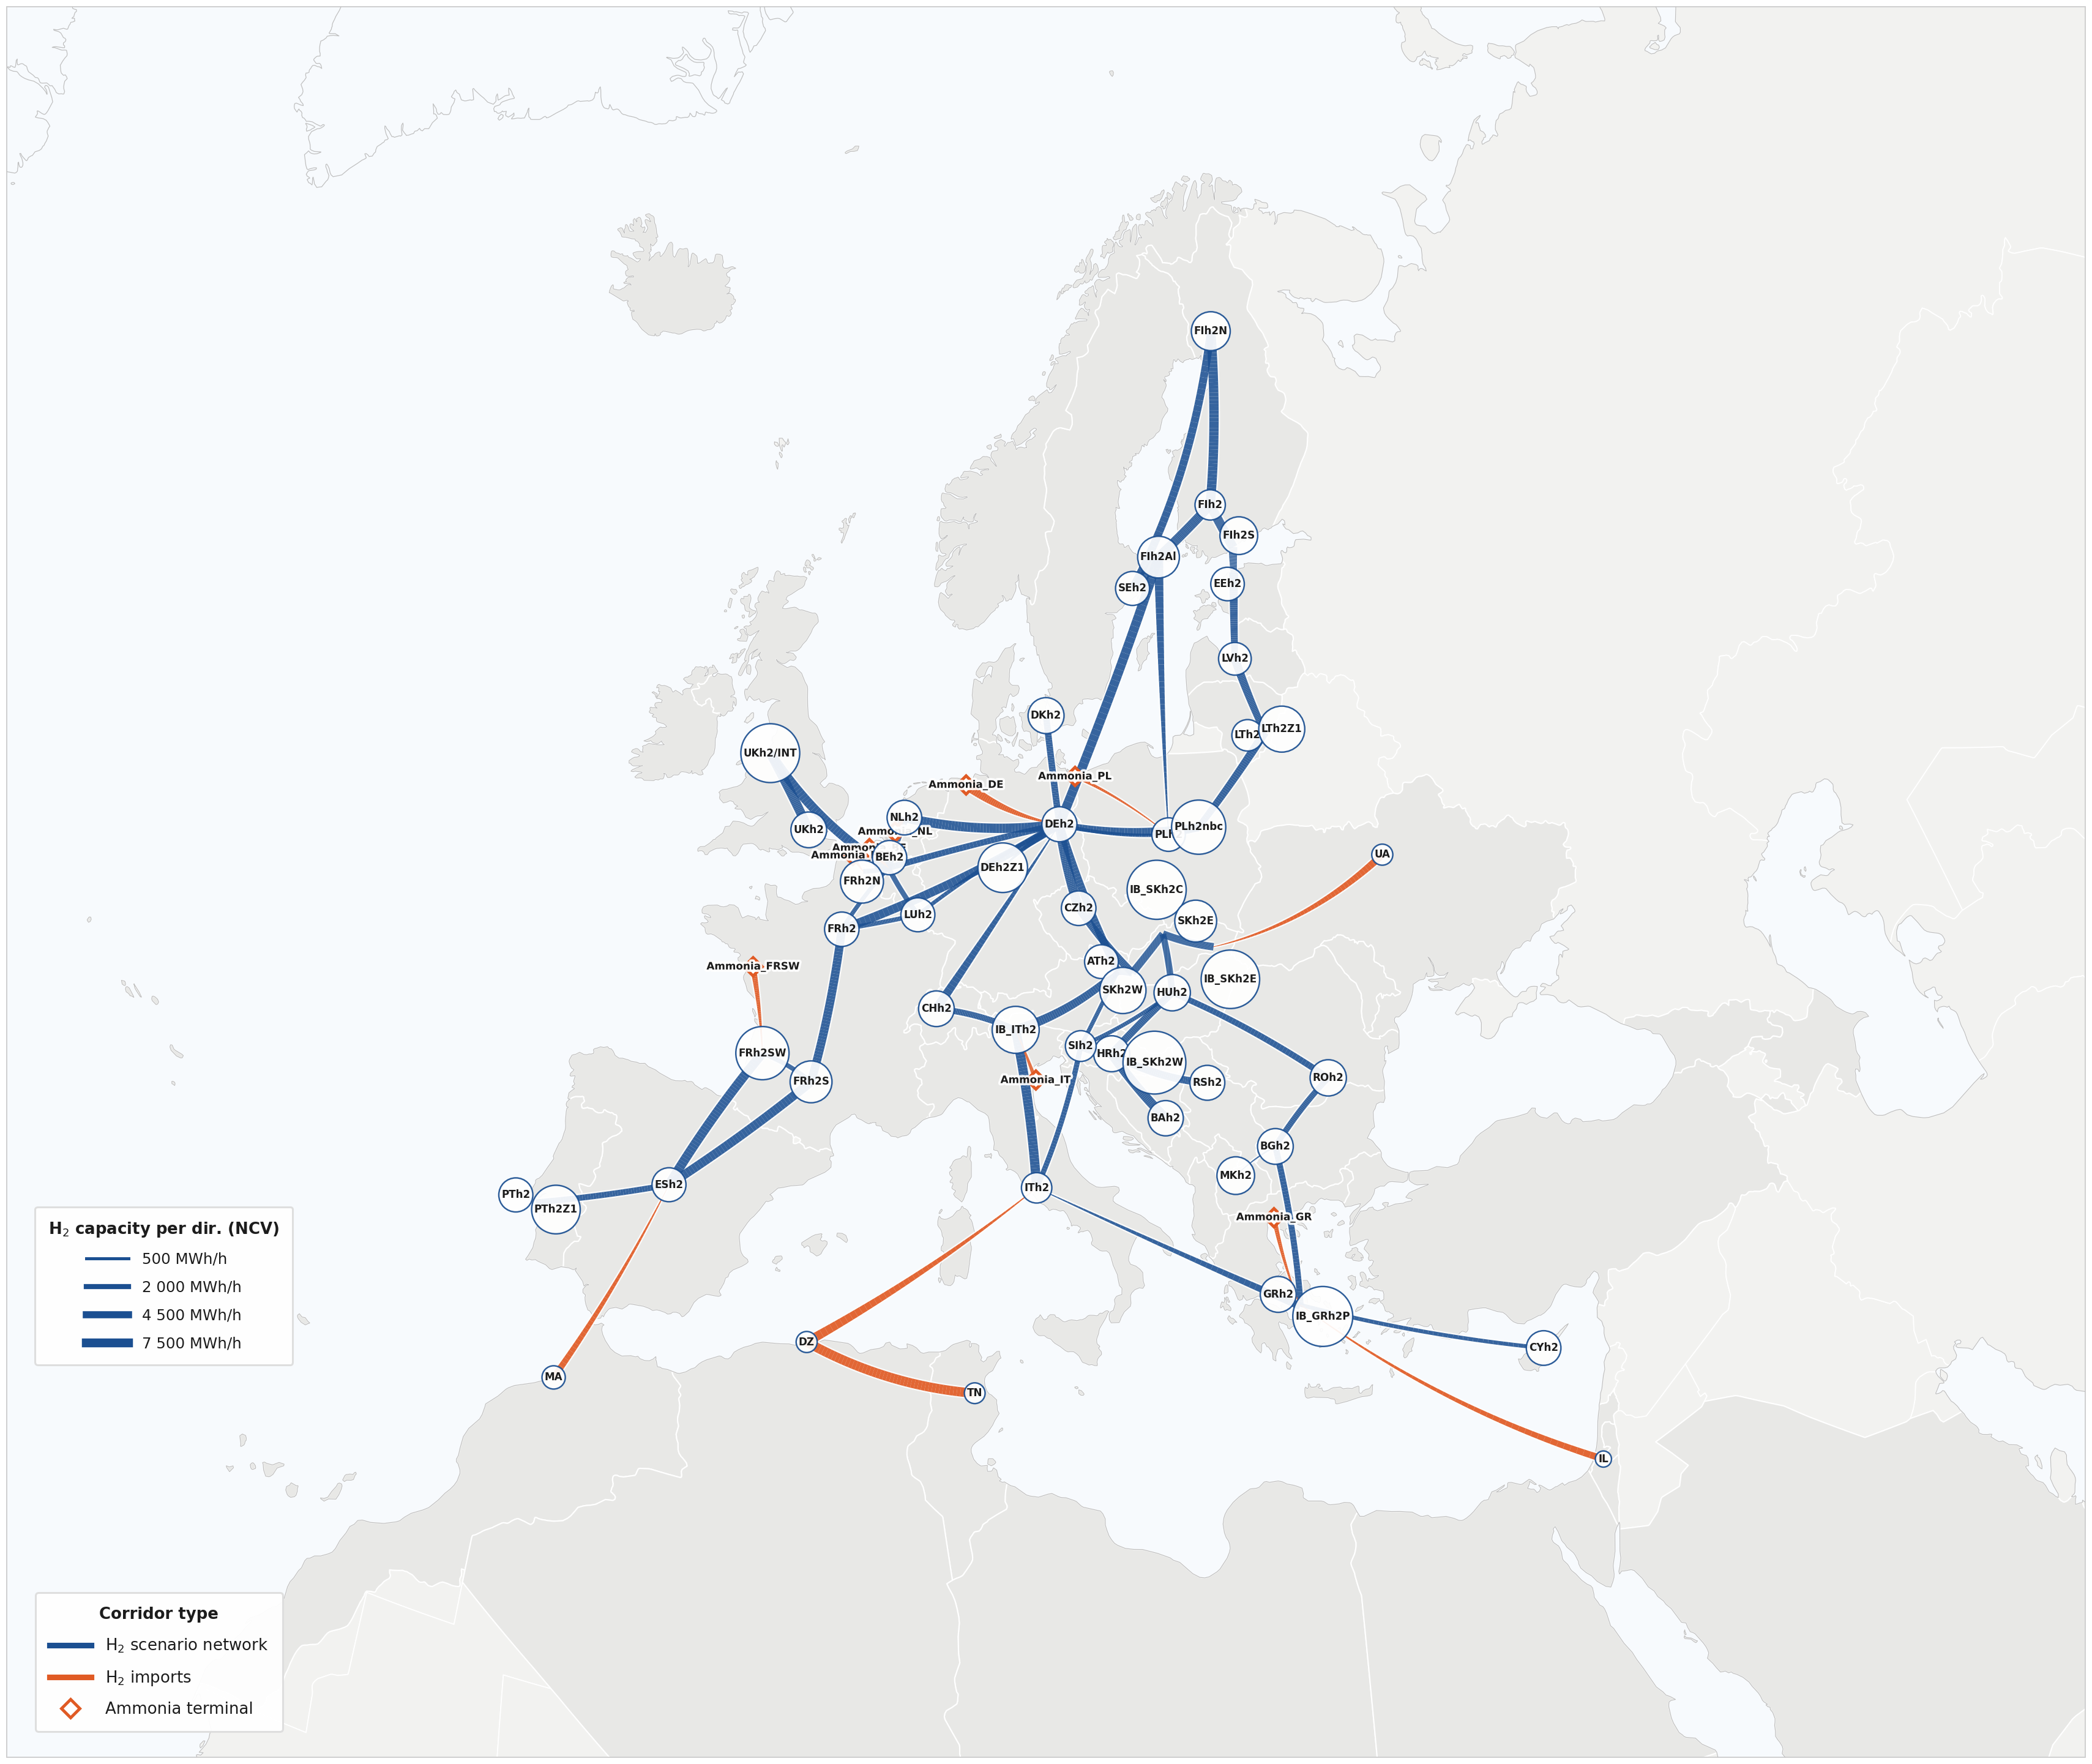 FIh2N
FIh2
FIh2S
FIh2Al
EEh2
SEh2
LVh2
DKh2
LTh2
LTh2Z1
UKh2/INT
Ammonia_PL
Ammonia_DE
NLh2
DEh2
UKh2
PLh2nbc
BEh2
UA
DEh2Z1
FRh2N
IB_SKh2C
CZh2
LUh2
SKh2E
FRh2
ATh2
Ammonia_FRSW
IB_SKh2E
SKh2W
HUh2
CHh2
IB_ITh2
SIh2
HRh2
FRh2SW
IB_SKh2W
Ammonia_IT
FRh2S
RSh2
ROh2
BAh2
BGh2
MKh2
ESh2
ITh2
PTh2
PTh2Z1
Ammonia_GR
GRh2
IB_GRh2P
DZ
CYh2
MA
TN
IL
H2 capacity per dir. (NCV)
500 MWh/h
2 000 MWh/h
4 500 MWh/h
7 500 MWh/h
Corridor type
H2 scenario network
H2 imports
Ammonia terminal